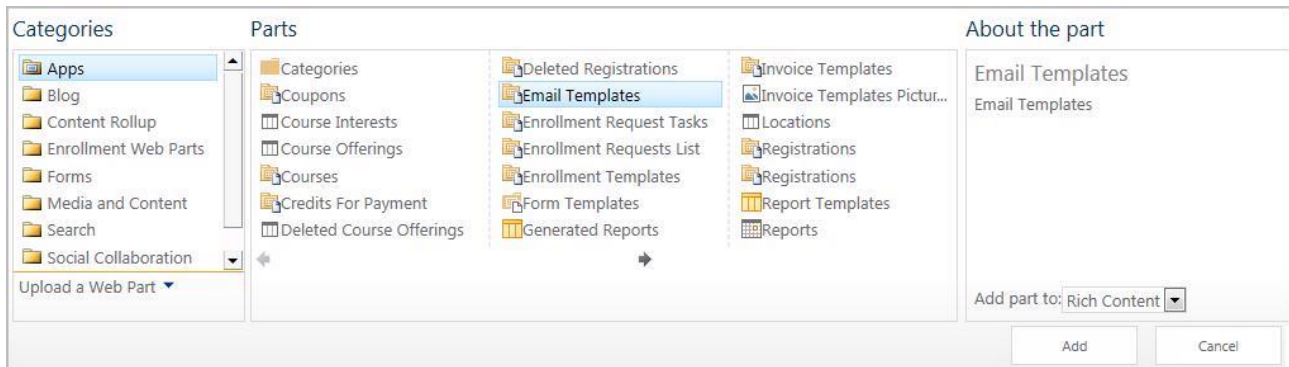 Categories
Apps
Blog
Content Rollup
Enrollment Web Parts
Forms
Media and Content
Search
Social Collaboration
Upload a Web Part
Parts
Categories
Coupons
Course Interests
Course Offerings
Courses
Credits For Payment
Deleted Course Offerings
Deleted Registrations
Email Templates
Enrollment Request Tasks
Enrollment Requests List
Enrollment Templates
Form Templates
Generated Reports
Invoice Templates
Invoice Templates Pictur...
Locations
Registrations
Registrations
Report Templates
Reports
About the part
Email Templates
Email Templates
Add part to: Rich Content
Add
Cancel